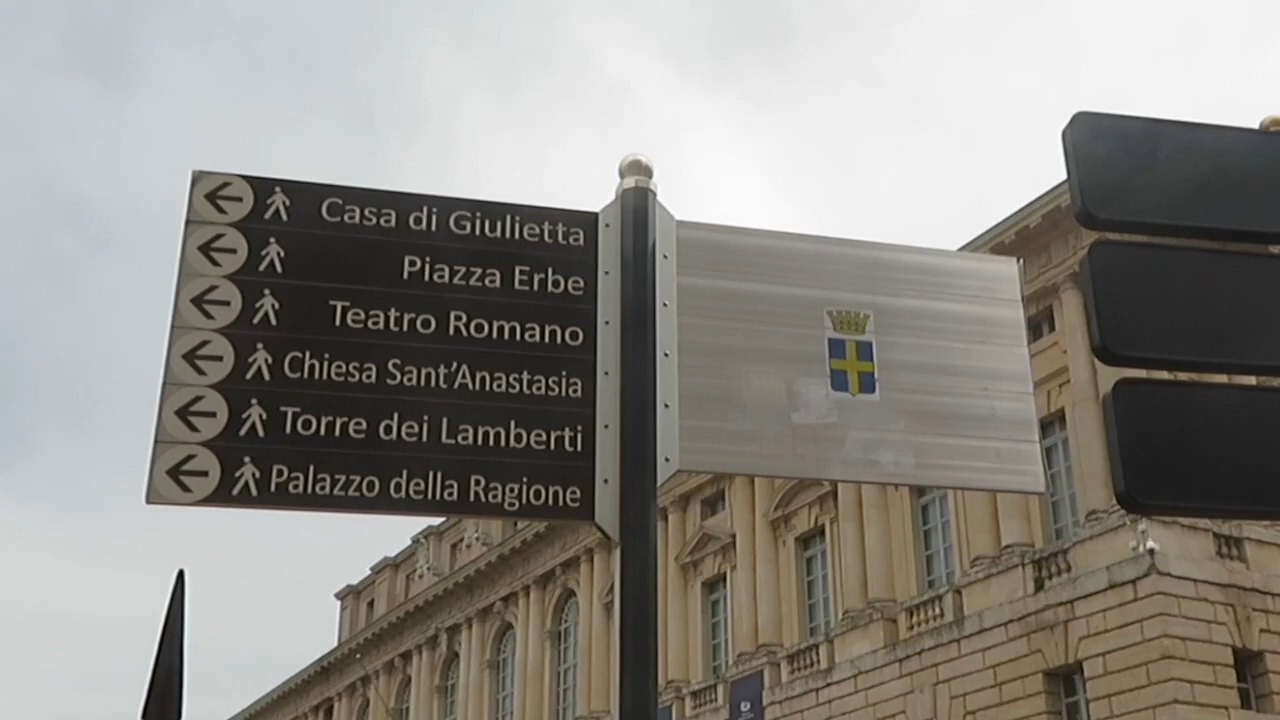 Casa di Giulietta
Piazza Erbe
Teatro Romano
Chiesa Sant'Anastasia
Torre dei Lamberti
Palazzo della Ragione